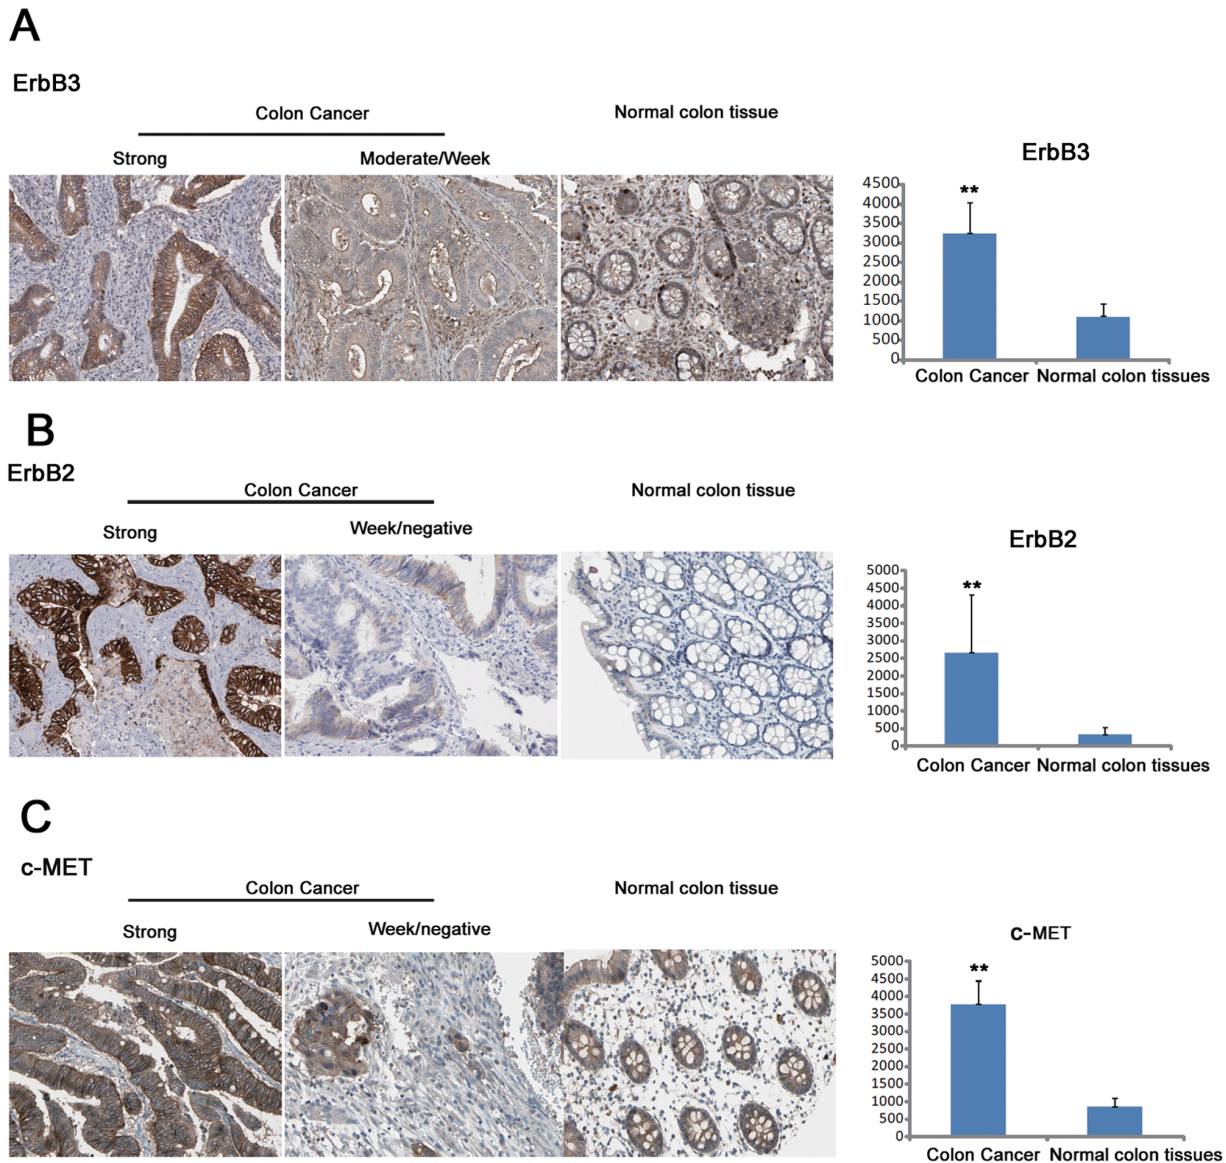 A
ErbB3
Colon Cancer
Normal colon tissue
Strong
Moderate/Week
ErbB3
4500
4000
3500
3000
2500
2000
1500
1000
500
0
**
Colon Cancer Normal colon tissues
B
ErbB2
Colon Cancer
Normal colon tissue
Strong
Week/negative
ErbB2
5000
4500
4000
3500
3000
2500
2000
1500
1000
500
0
**
Colon Cancer Normal colon tissues
C
c-MET
Colon Cancer
Normal colon tissue
Strong
Week/negative
c-MET
5000
4500
4000
3500
3000
2500
2000
1500
1000
500
0
**
Colon Cancer Normal colon tissues